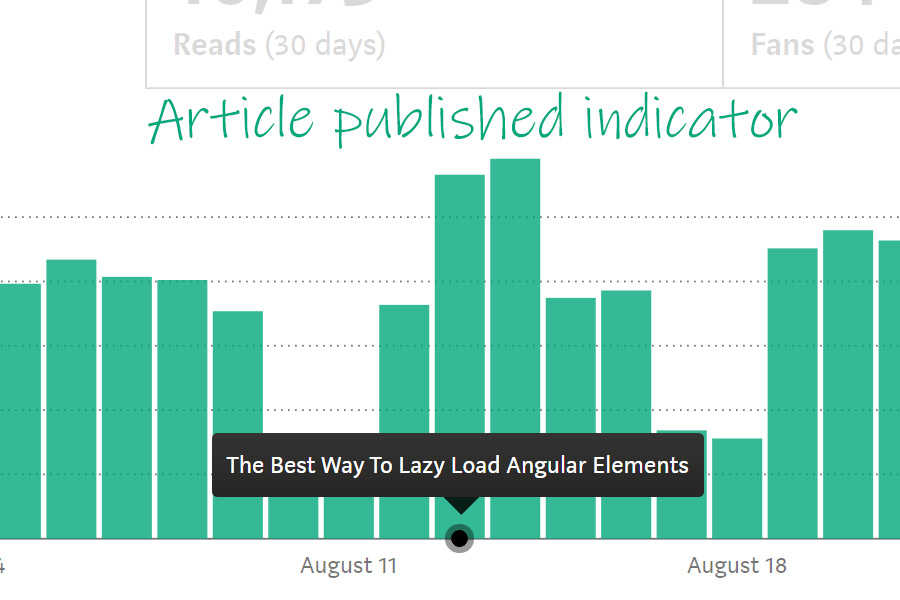 Reads (30 days)
Fans (30 da
Article published indicator
The Best Way To Lazy Load Angular Elements
4
August 11
August 18